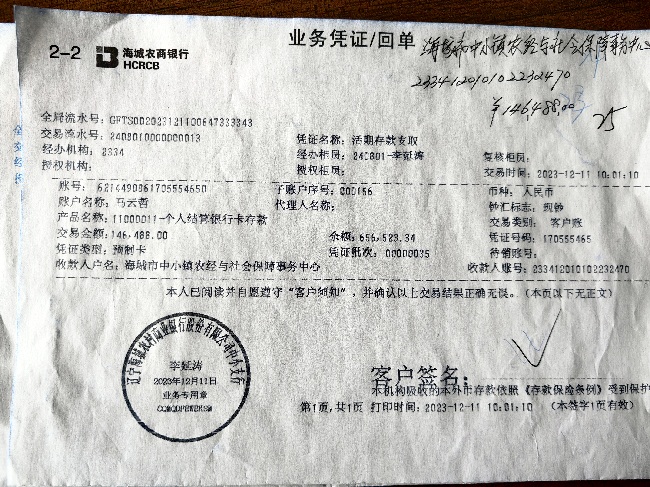 2-2 海城农商银行 HCRCB
业务凭证/回单
海城市中小镇农经与社会保障事务中心
233412010102230470
￥146,488.00
25
全局流水号: GFTS0020231211006473333343
交易流水号: 2409010000000013
凭证名称: 活期存款支取
经办机构: 2334
经办柜员: 240901-李延涛
复核柜员:
授权机构:
授权柜员:
交易时间: 2023-12-11 10:01:10
账号: 6214490961705554650
子账户序号: 000156
币种: 人民币
账户名称: 马云哲
代理人名称:
钞汇标志: 现钞
产品名称: 11000011-个人结算银行卡存款
交易类别: 客户账
交易金额: 146,488.00
余额: 656,523.34
凭证号码: 170555465
凭证类型: 预制卡
凭证批次: 00000035
待销账号:
收款人户名: 海城市中小镇农经与社会保障事务中心
收款人账号: 233412010102232470
本人已阅读并自愿遵守“客户须知”,并确认以上交易结果正确无误。(本页以下无正文)
李延涛
2023年12月11日
业务专用章
客户签名:
本机构吸收的本外币存款依照《存款保险条例》受到保护
第1页,共1页 打印时间: 2023-12-11 10:01:10 (本签字1页有效)